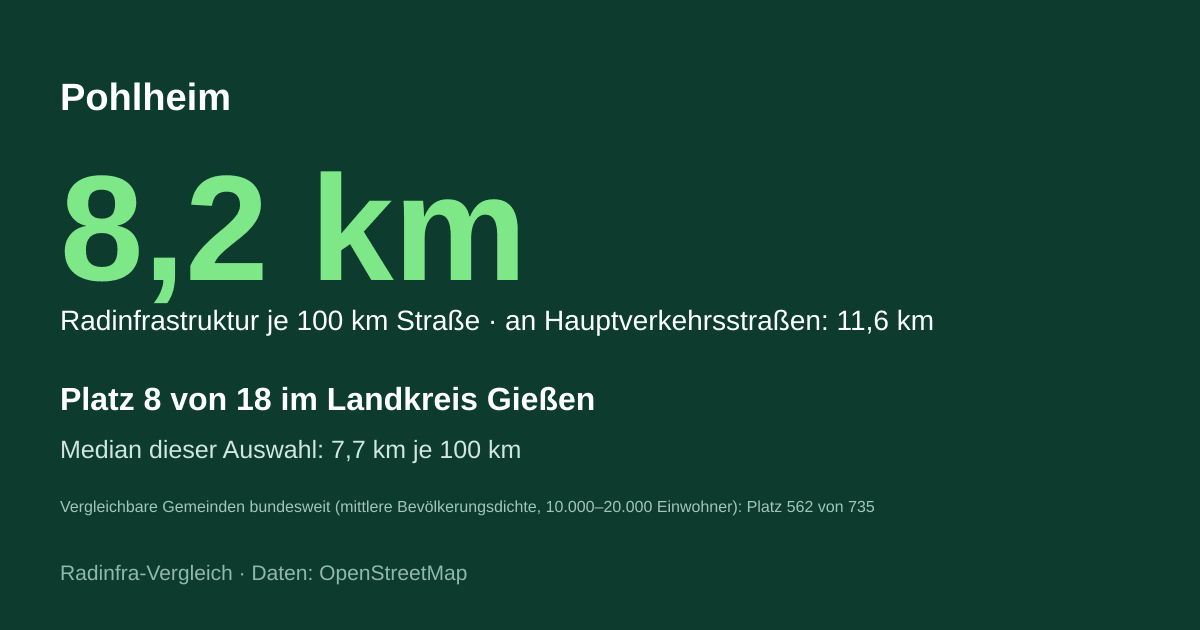 Pohlheim
8,2 km
Radinfrastruktur je 100 km Straße · an Hauptverkehrsstraßen: 11,6 km
Platz 8 von 18 im Landkreis Gießen
Median dieser Auswahl: 7,7 km je 100 km
Vergleichbare Gemeinden bundesweit (mittlere Bevölkerungsdichte, 10.000–20.000 Einwohner): Platz 562 von 735
Radinfra-Vergleich · Daten: OpenStreetMap